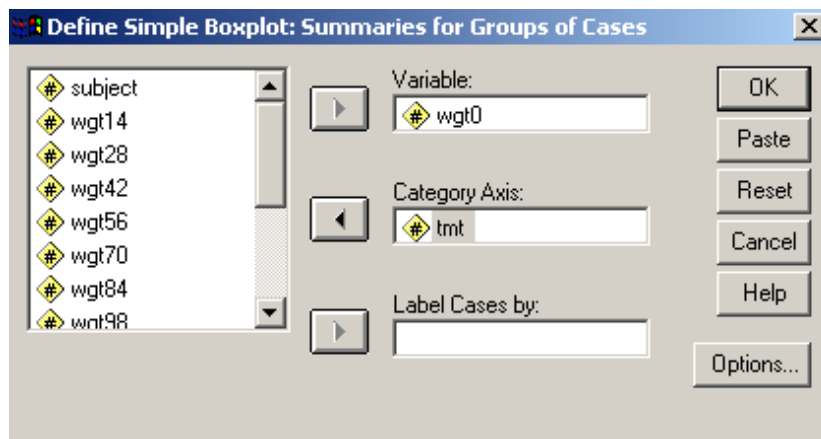 Define Simple Boxplot: Summaries for Groups of Cases
subject
wgt14
wgt28
wgt42
wgt56
wgt70
wgt84
wgt98
Variable:
wgt0
Category Axis:
tmt
Label Cases by:
OK
Paste
Reset
Cancel
Help
Options...